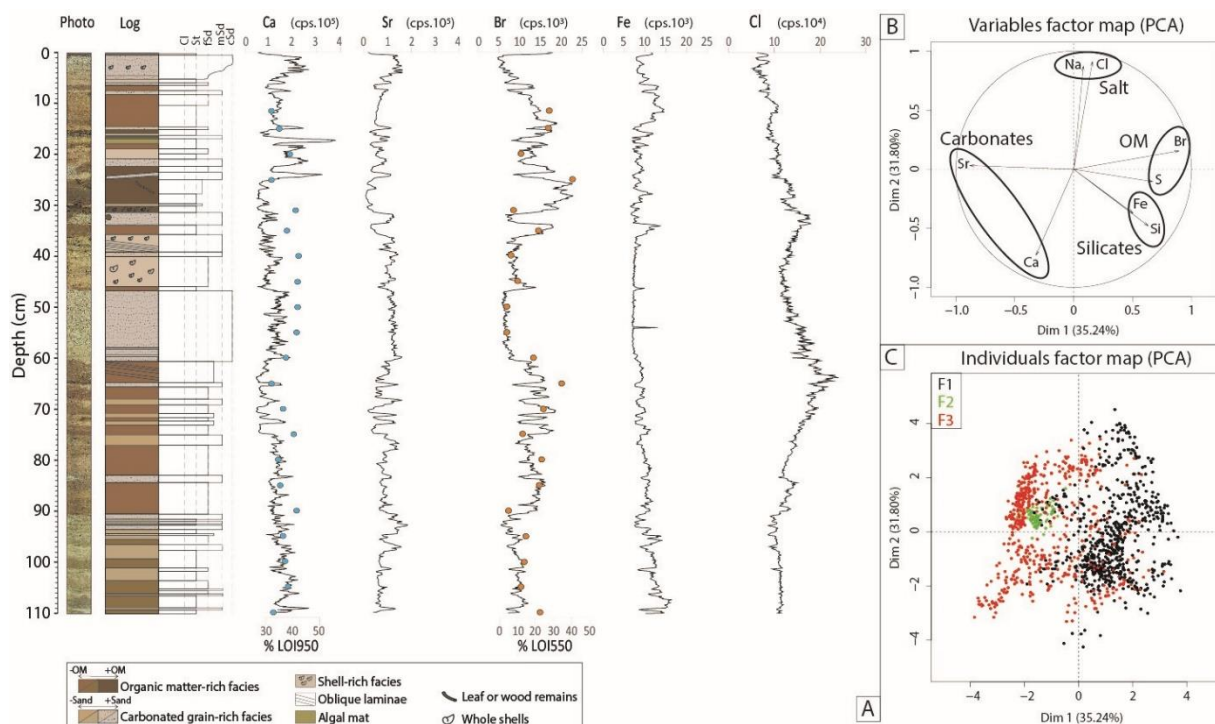 Photo Log Ca (cps.10⁵) Sr (cps.10⁵) Br (cps.10³) Fe (cps.10³) Cl (cps.10⁴)
Cl St fSd mSd cSd
0 1 2 3 4 0 1 2 3 4 0 5 10 15 20 25 0 10 20 30 0 10 20 30
Depth (cm)
0
10
20
30
40
50
60
70
80
90
100
110
30 40 50
% LOI950
0 10 20 30 40 50
% LOI550
-OM +OM
Organic matter-rich facies
-Sand +Sand
Carbonated grain-rich facies
Shell-rich facies
Oblique laminae
Algal mat
Leaf or wood remains
Whole shells
A
B
Variables factor map (PCA)
Na Cl
Salt
Carbonates
OM
Br
Sr
S
Fe
Si
Silicates
Ca
Dim 2 (31.80%)
1
0.5
0
-0.5
-1.0
-1.0 -0.5 0 0.5 1
Dim 1 (35.24%)
C
Individuals factor map (PCA)
F1
F2
F3
Dim 2 (31.80%)
4
2
0
-2
-4
-4 -2 0 2 4
Dim 1 (35.24%)